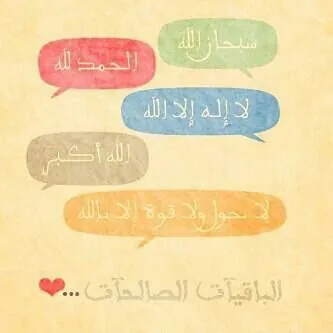 سبحان الله
الحمد لله
لا إله إلا الله
الله أكبر
لا حول ولا قوة إلا بالله
الباقيات الصالحات ...